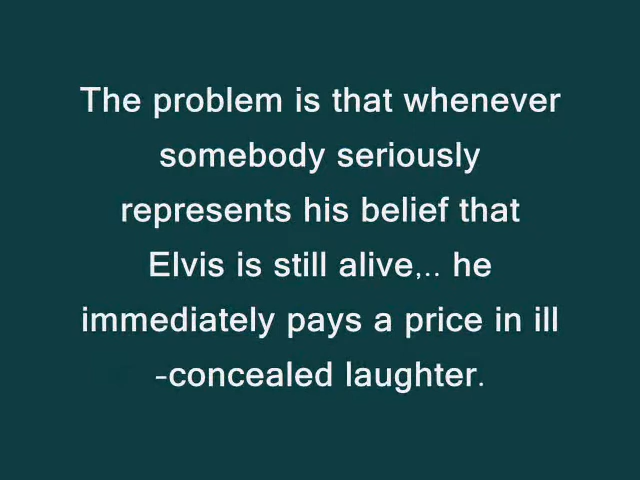 The problem is that whenever
somebody seriously
represents his belief that
Elvis is still alive,.. he
immediately pays a price in ill
-concealed laughter.